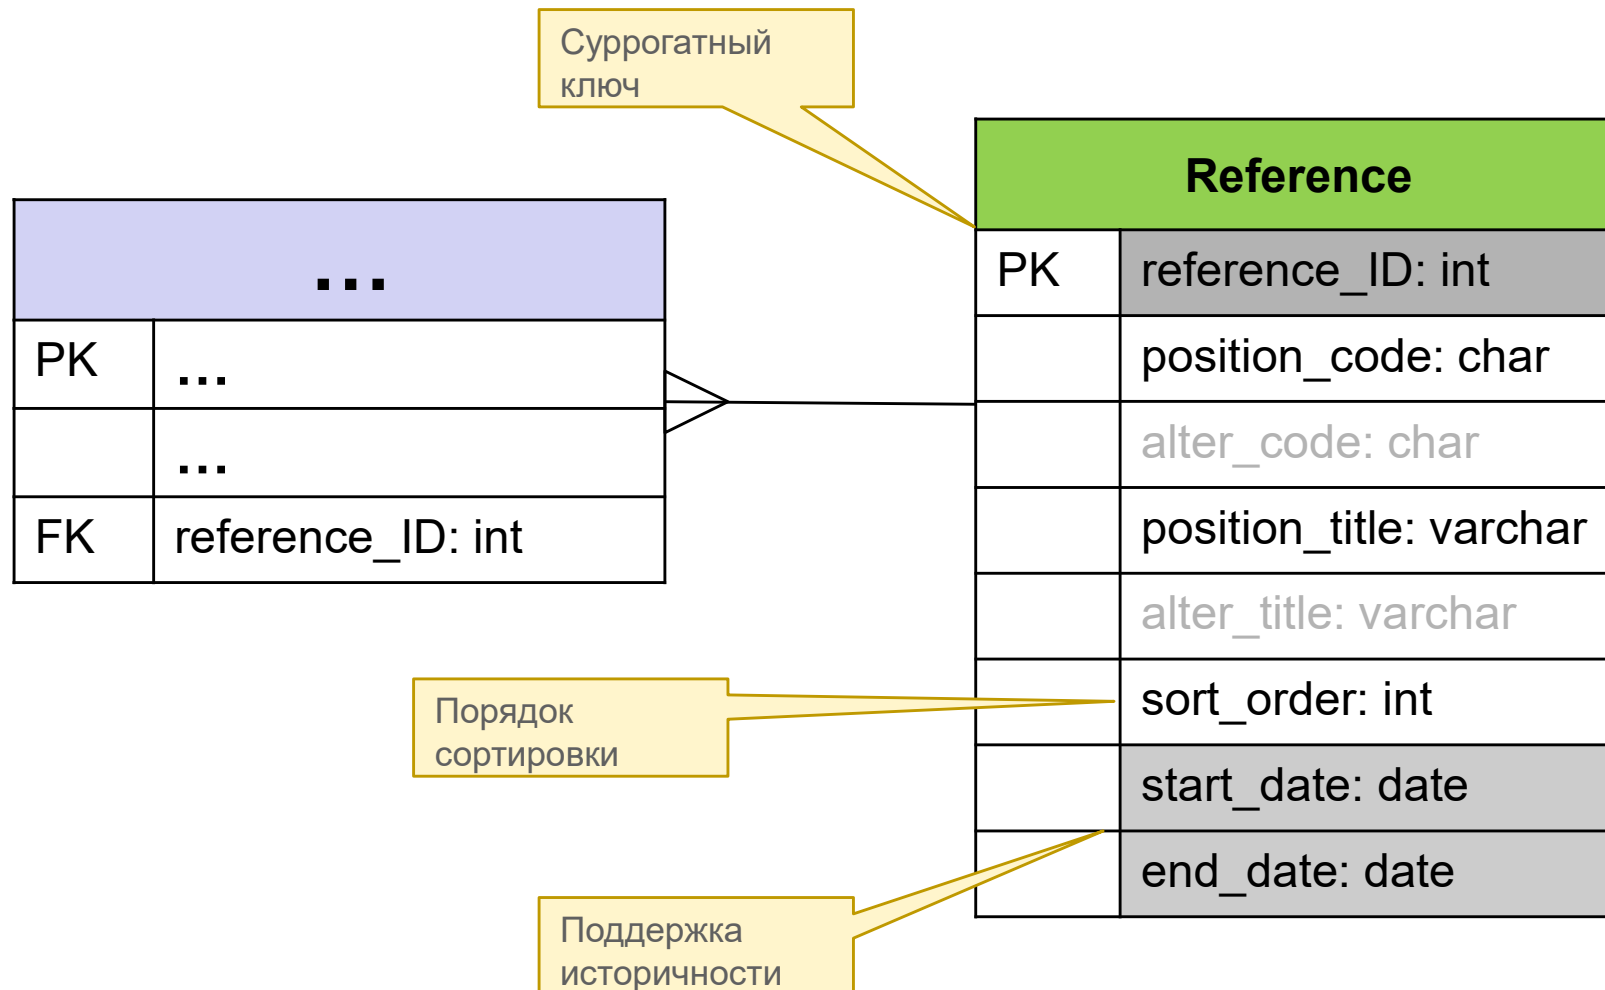 Суррогатный
ключ
Reference
PK reference_ID: int
position_code: char
alter_code: char
position_title: varchar
alter_title: varchar
sort_order: int
start_date: date
end_date: date
...
PK ...
...
FK reference_ID: int
Порядок
сортировки
Поддержка
историчности